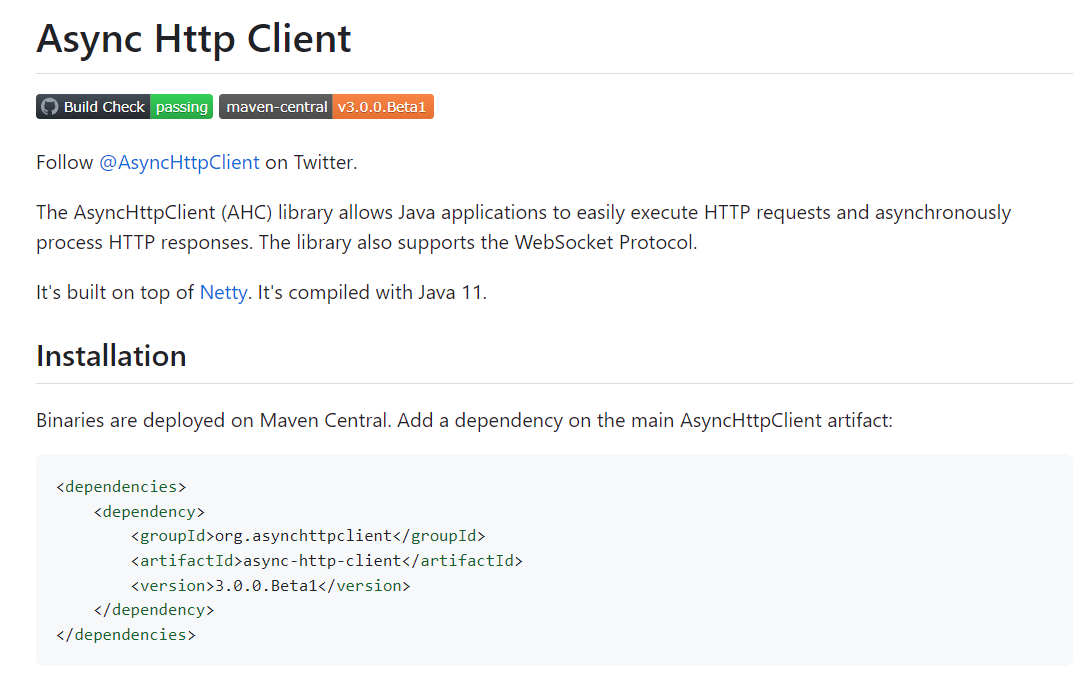 Async Http Client
Build Check passing maven-central v3.0.0.Beta1
Follow @AsyncHttpClient on Twitter.
The AsyncHttpClient (AHC) library allows Java applications to easily execute HTTP requests and asynchronously
process HTTP responses. The library also supports the WebSocket Protocol.
It's built on top of Netty. It's compiled with Java 11.
Installation
Binaries are deployed on Maven Central. Add a dependency on the main AsyncHttpClient artifact:
<dependencies>
    <dependency>
        <groupId>org.asynchttpclient</groupId>
        <artifactId>async-http-client</artifactId>
        <version>3.0.0.Beta1</version>
    </dependency>
</dependencies>